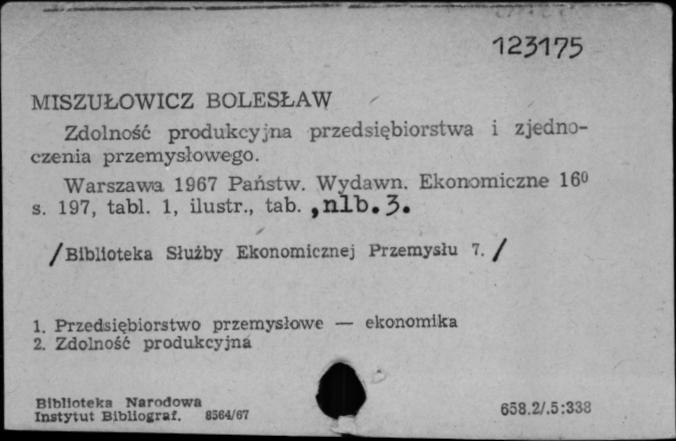 123175
MISZUŁOWICZ BOLESŁAW
Zdolność produkcyjna przedsiębiorstwa i zjedno-
czenia przemysłowego.
Warszawa 1967 Państw. Wydawn. Ekonomiczne 16⁰
s. 197, tabl. 1, ilustr., tab. ,nlb.3.
/Biblioteka Służby Ekonomicznej Przemysłu 7./
1. Przedsiębiorstwo przemysłowe — ekonomika
2. Zdolność produkcyjna
Biblioteka Narodowa
Instytut Bibliograf. 8564/67
658.2/.5:338